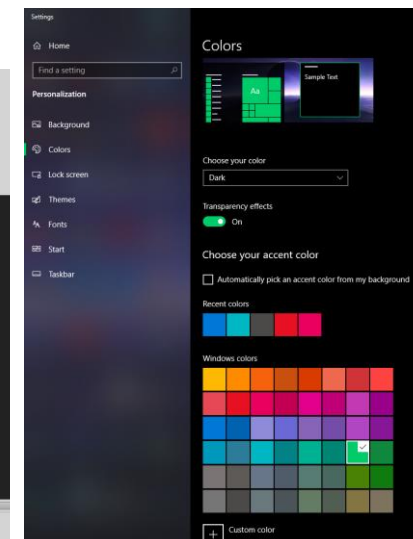 Settings
Home
Find a setting
Personalization
Background
Colors
Lock screen
Themes
Fonts
Start
Taskbar
Colors
Sample Text
Aa
Choose your color
Dark
Transparency effects
On
Choose your accent color
Automatically pick an accent color from my background
Recent colors
Windows colors
Custom color